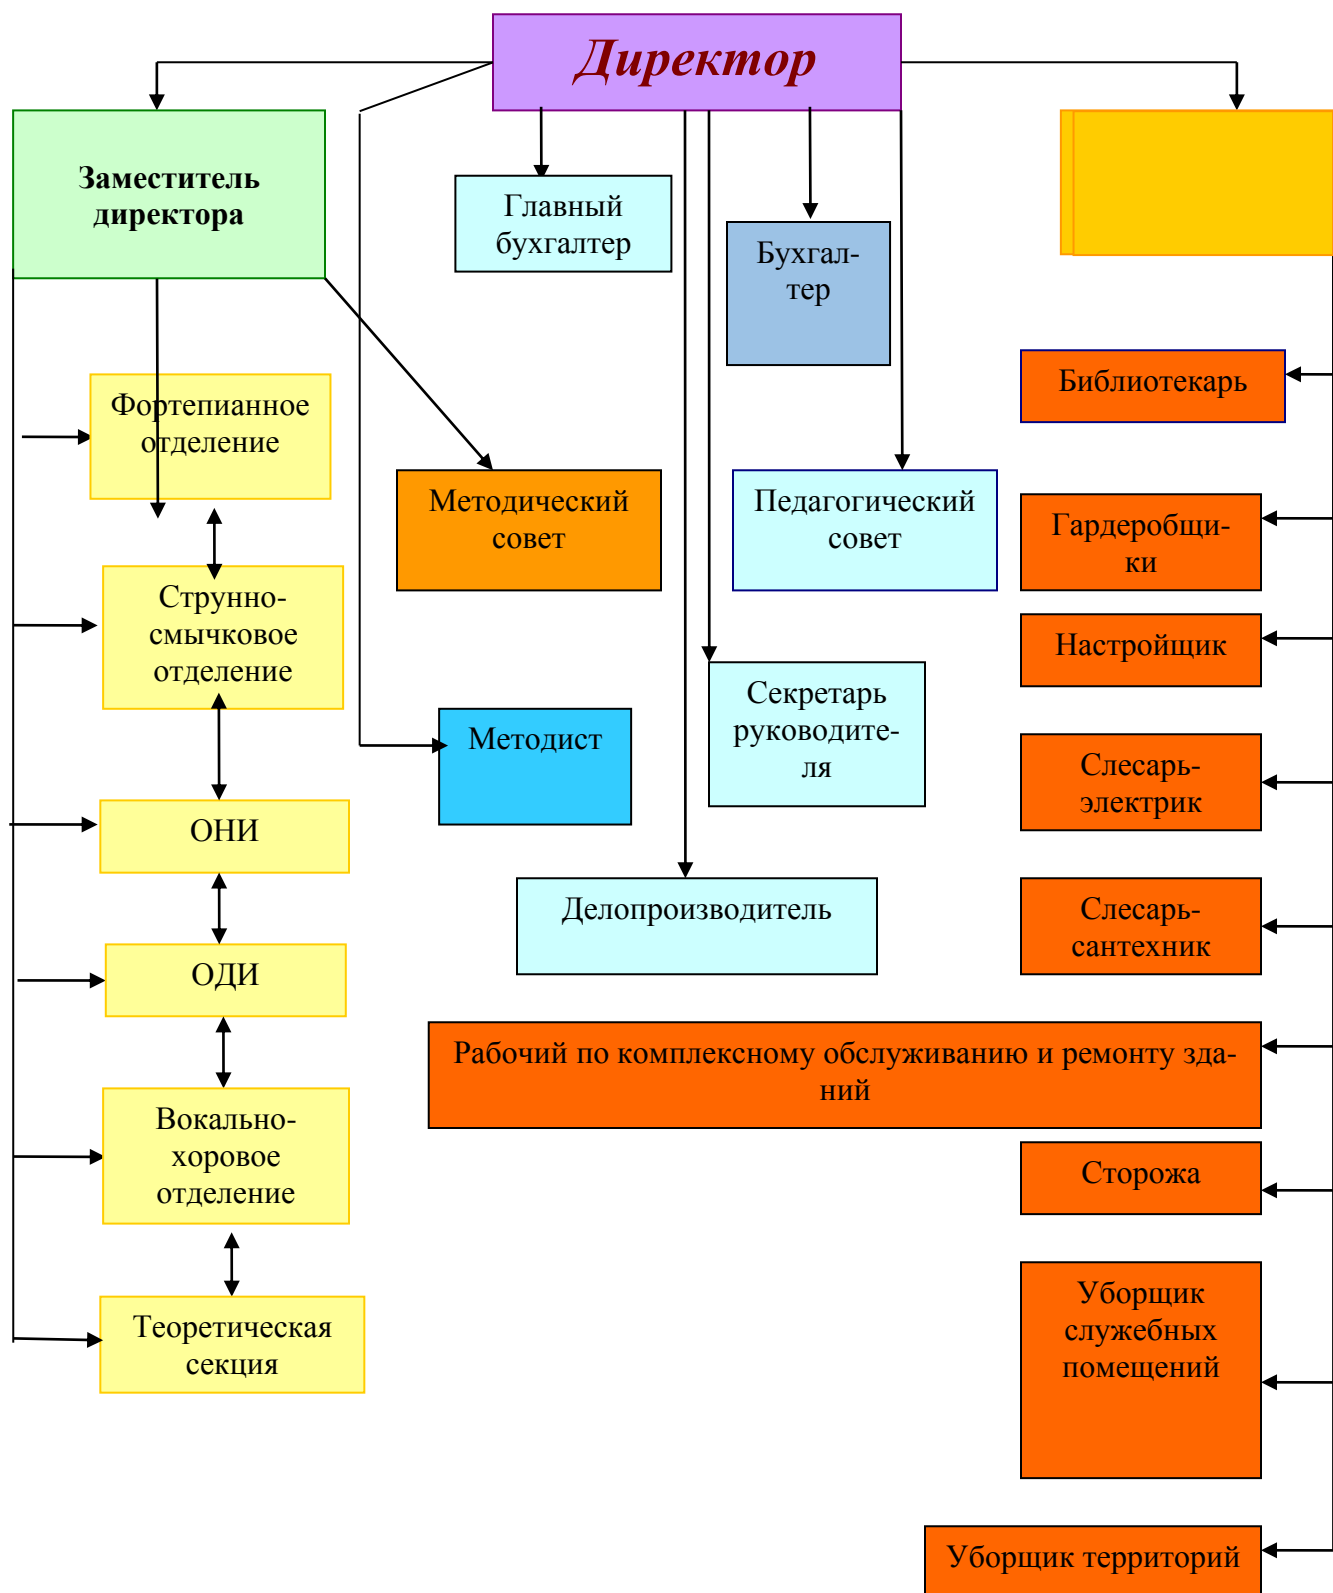 Директор
Заместитель
директора
Главный
бухгалтер
Бухгал-
тер
Библиотекарь
Фортепианное
отделение
Методический
совет
Педагогический
совет
Гардеробщи-
ки
Струнно-
смычковое
отделение
Настройщик
Секретарь
руководите-
ля
Методист
Слесарь-
электрик
ОНИ
Делопроизводитель
Слесарь-
сантехник
ОДИ
Рабочий по комплексному обслуживанию и ремонту зда-
ний
Вокально-
хоровое
отделение
Сторожа
Теоретическая
секция
Уборщик
служебных
помещений
Уборщик территорий